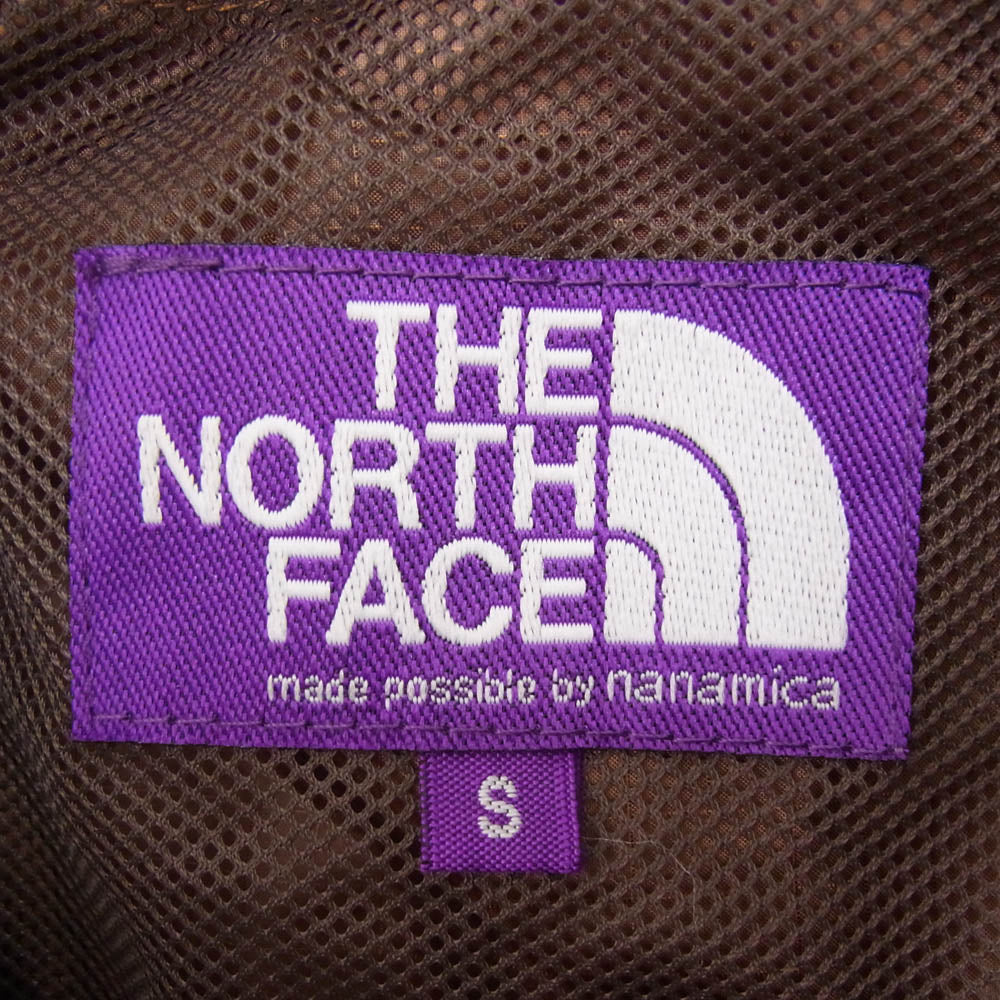 THE
NORTH
FACE
made possible by nanamica
S